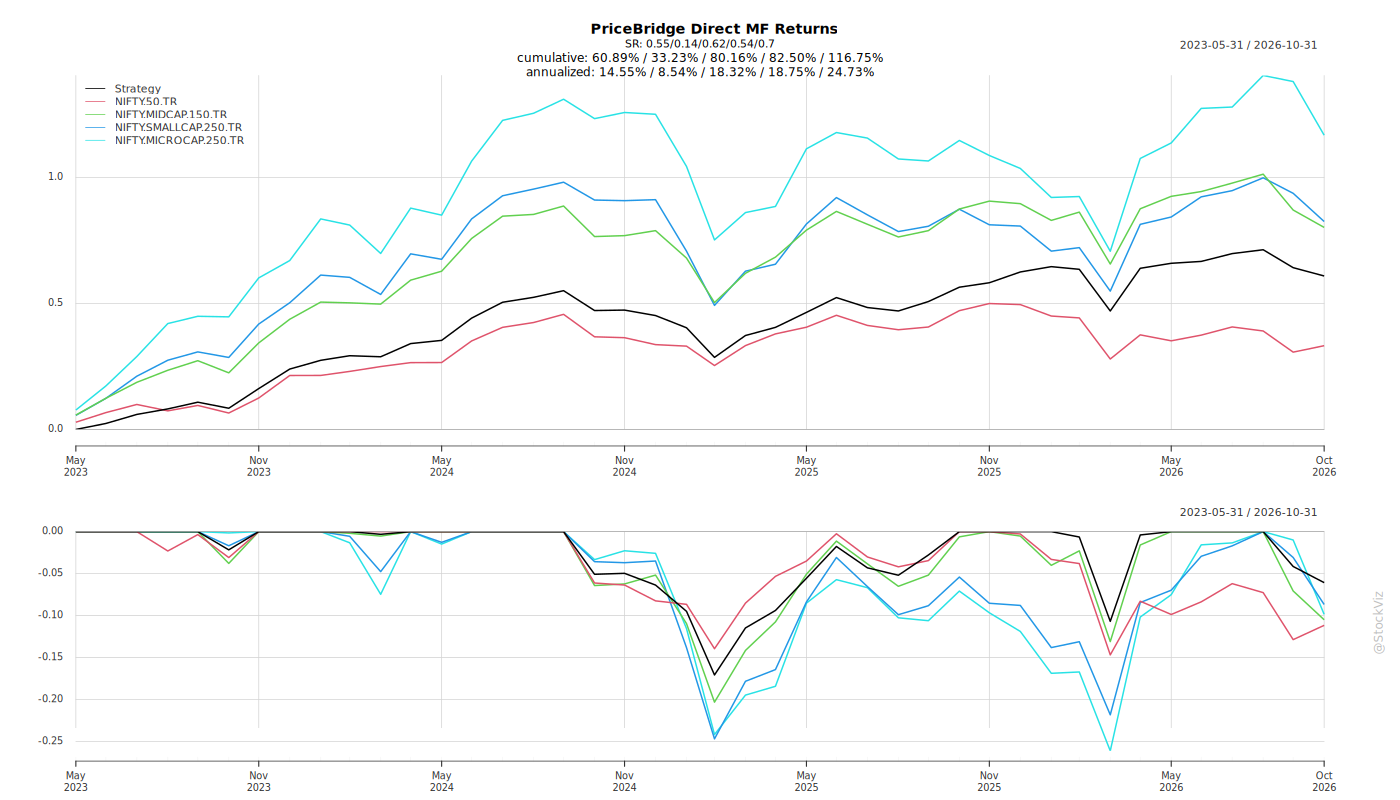 PriceBridge Direct MF Returns
SR: 0.55/0.14/0.62/0.54/0.7
cumulative: 60.89% / 33.23% / 80.16% / 82.50% / 116.75%
annualized: 14.55% / 8.54% / 18.32% / 18.75% / 24.73%
2023-05-31 / 2026-10-31
Strategy
NIFTY.50.TR
NIFTY.MIDCAP.150.TR
NIFTY.SMALLCAP.250.TR
NIFTY.MICROCAP.250.TR
1.0
0.5
0.0
May Nov May Nov May Nov May Oct
2023 2023 2024 2024 2025 2025 2026 2026
2023-05-31 / 2026-10-31
0.00
-0.05
-0.10
-0.15
-0.20
-0.25
May Nov May Nov May Nov May Oct
2023 2023 2024 2024 2025 2025 2026 2026
@StockViz